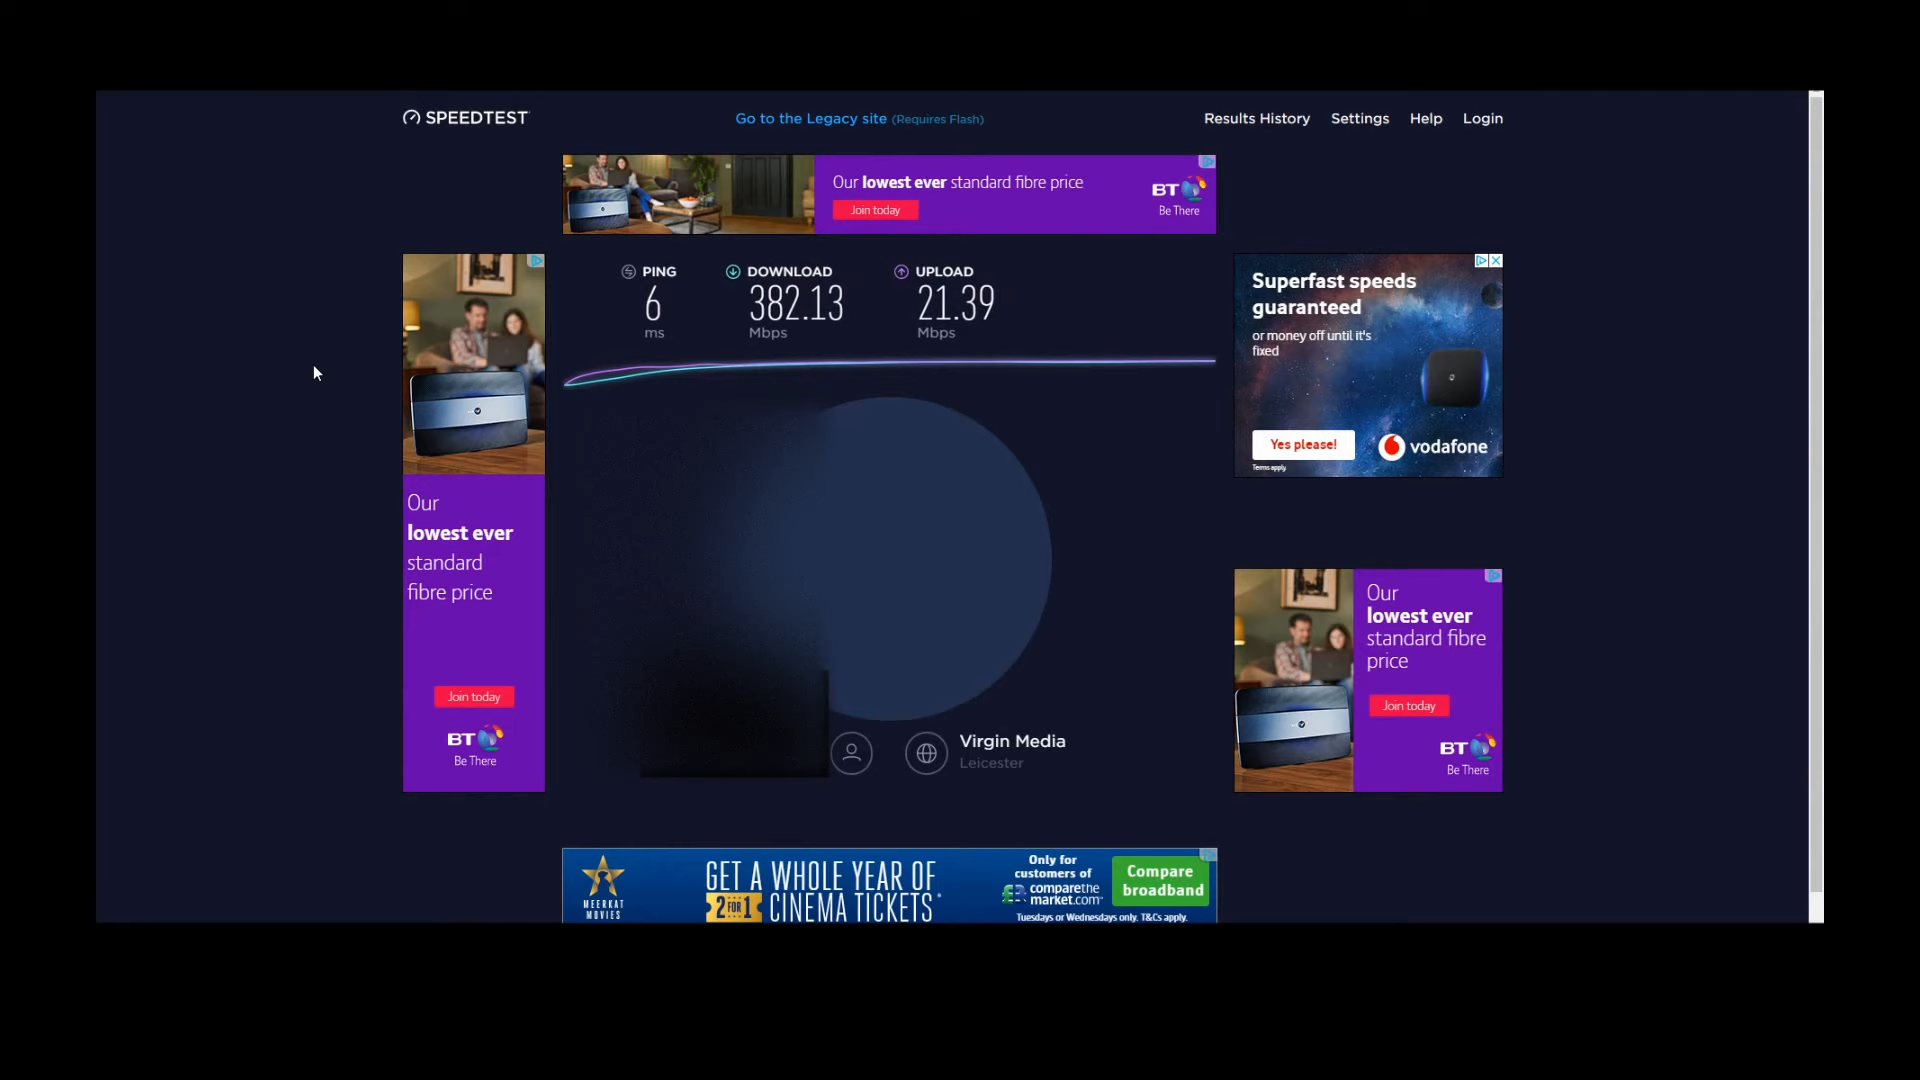 SPEEDTEST
Go to the Legacy site (Requires Flash)
Results History Settings Help Login
Our lowest ever standard fibre price
Join today
BT
Be There
PING
6
ms
DOWNLOAD
382.13
Mbps
UPLOAD
21.39
Mbps
Our
lowest ever
standard
fibre price
Join today
BT
Be There
Superfast speeds
guaranteed
or money off until it's
fixed
Yes please!
vodafone
Terms apply
Our
lowest ever
standard fibre
price
Join today
BT
Be There
Virgin Media
Leicester
MEERKAT
MOVIES
GET A WHOLE YEAR OF
2 FOR 1 CINEMA TICKETS*
Only for
customers of
comparethe
market.com
Compare
broadband
Tuesdays or Wednesdays only. T&Cs apply.